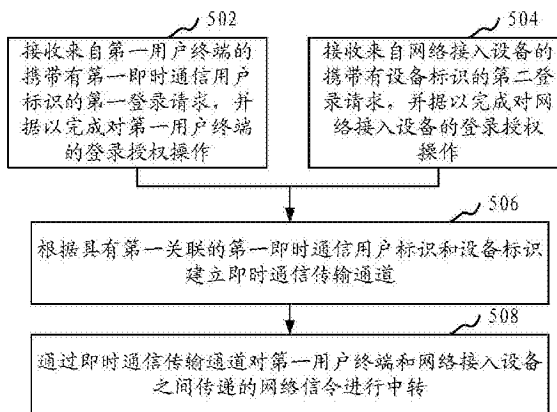 502
接收来自第一用户终端的
携带有第一即时通信用户
标识的第一登录请求，并
据以完成对第一用户终端
的登录授权操作
504
接收来自网络接入设备的
携带有设备标识的第二登
录请求，并据以完成对网
络接入设备的登录授权
操作
506
根据具有第一关联的第一即时通信用户标识和设备标识
建立即时通信传输通道
508
通过即时通信传输通道对第一用户终端和网络接入设备
之间传递的网络信令进行中转